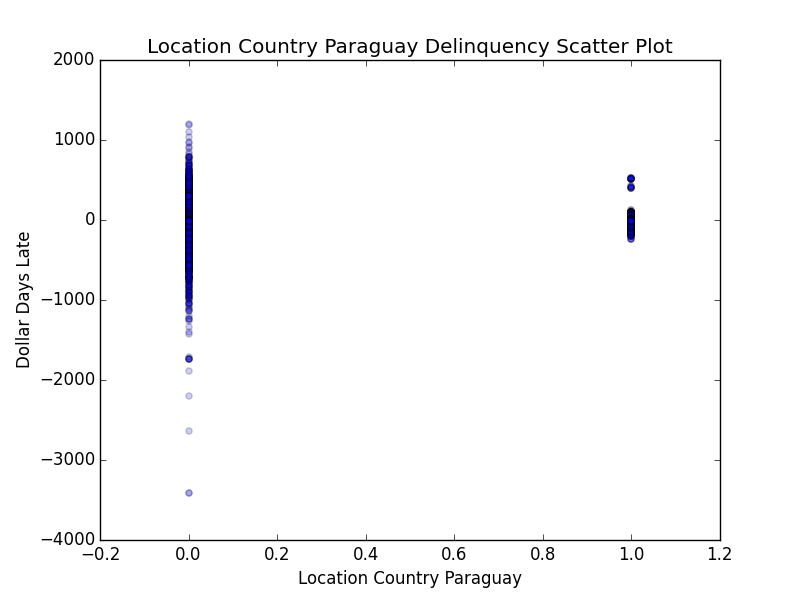 Location Country Paraguay Delinquency Scatter Plot
2000
1000
0
−1000
−2000
−3000
−4000
Dollar Days Late
−0.2 0.0 0.2 0.4 0.6 0.8 1.0 1.2
Location Country Paraguay